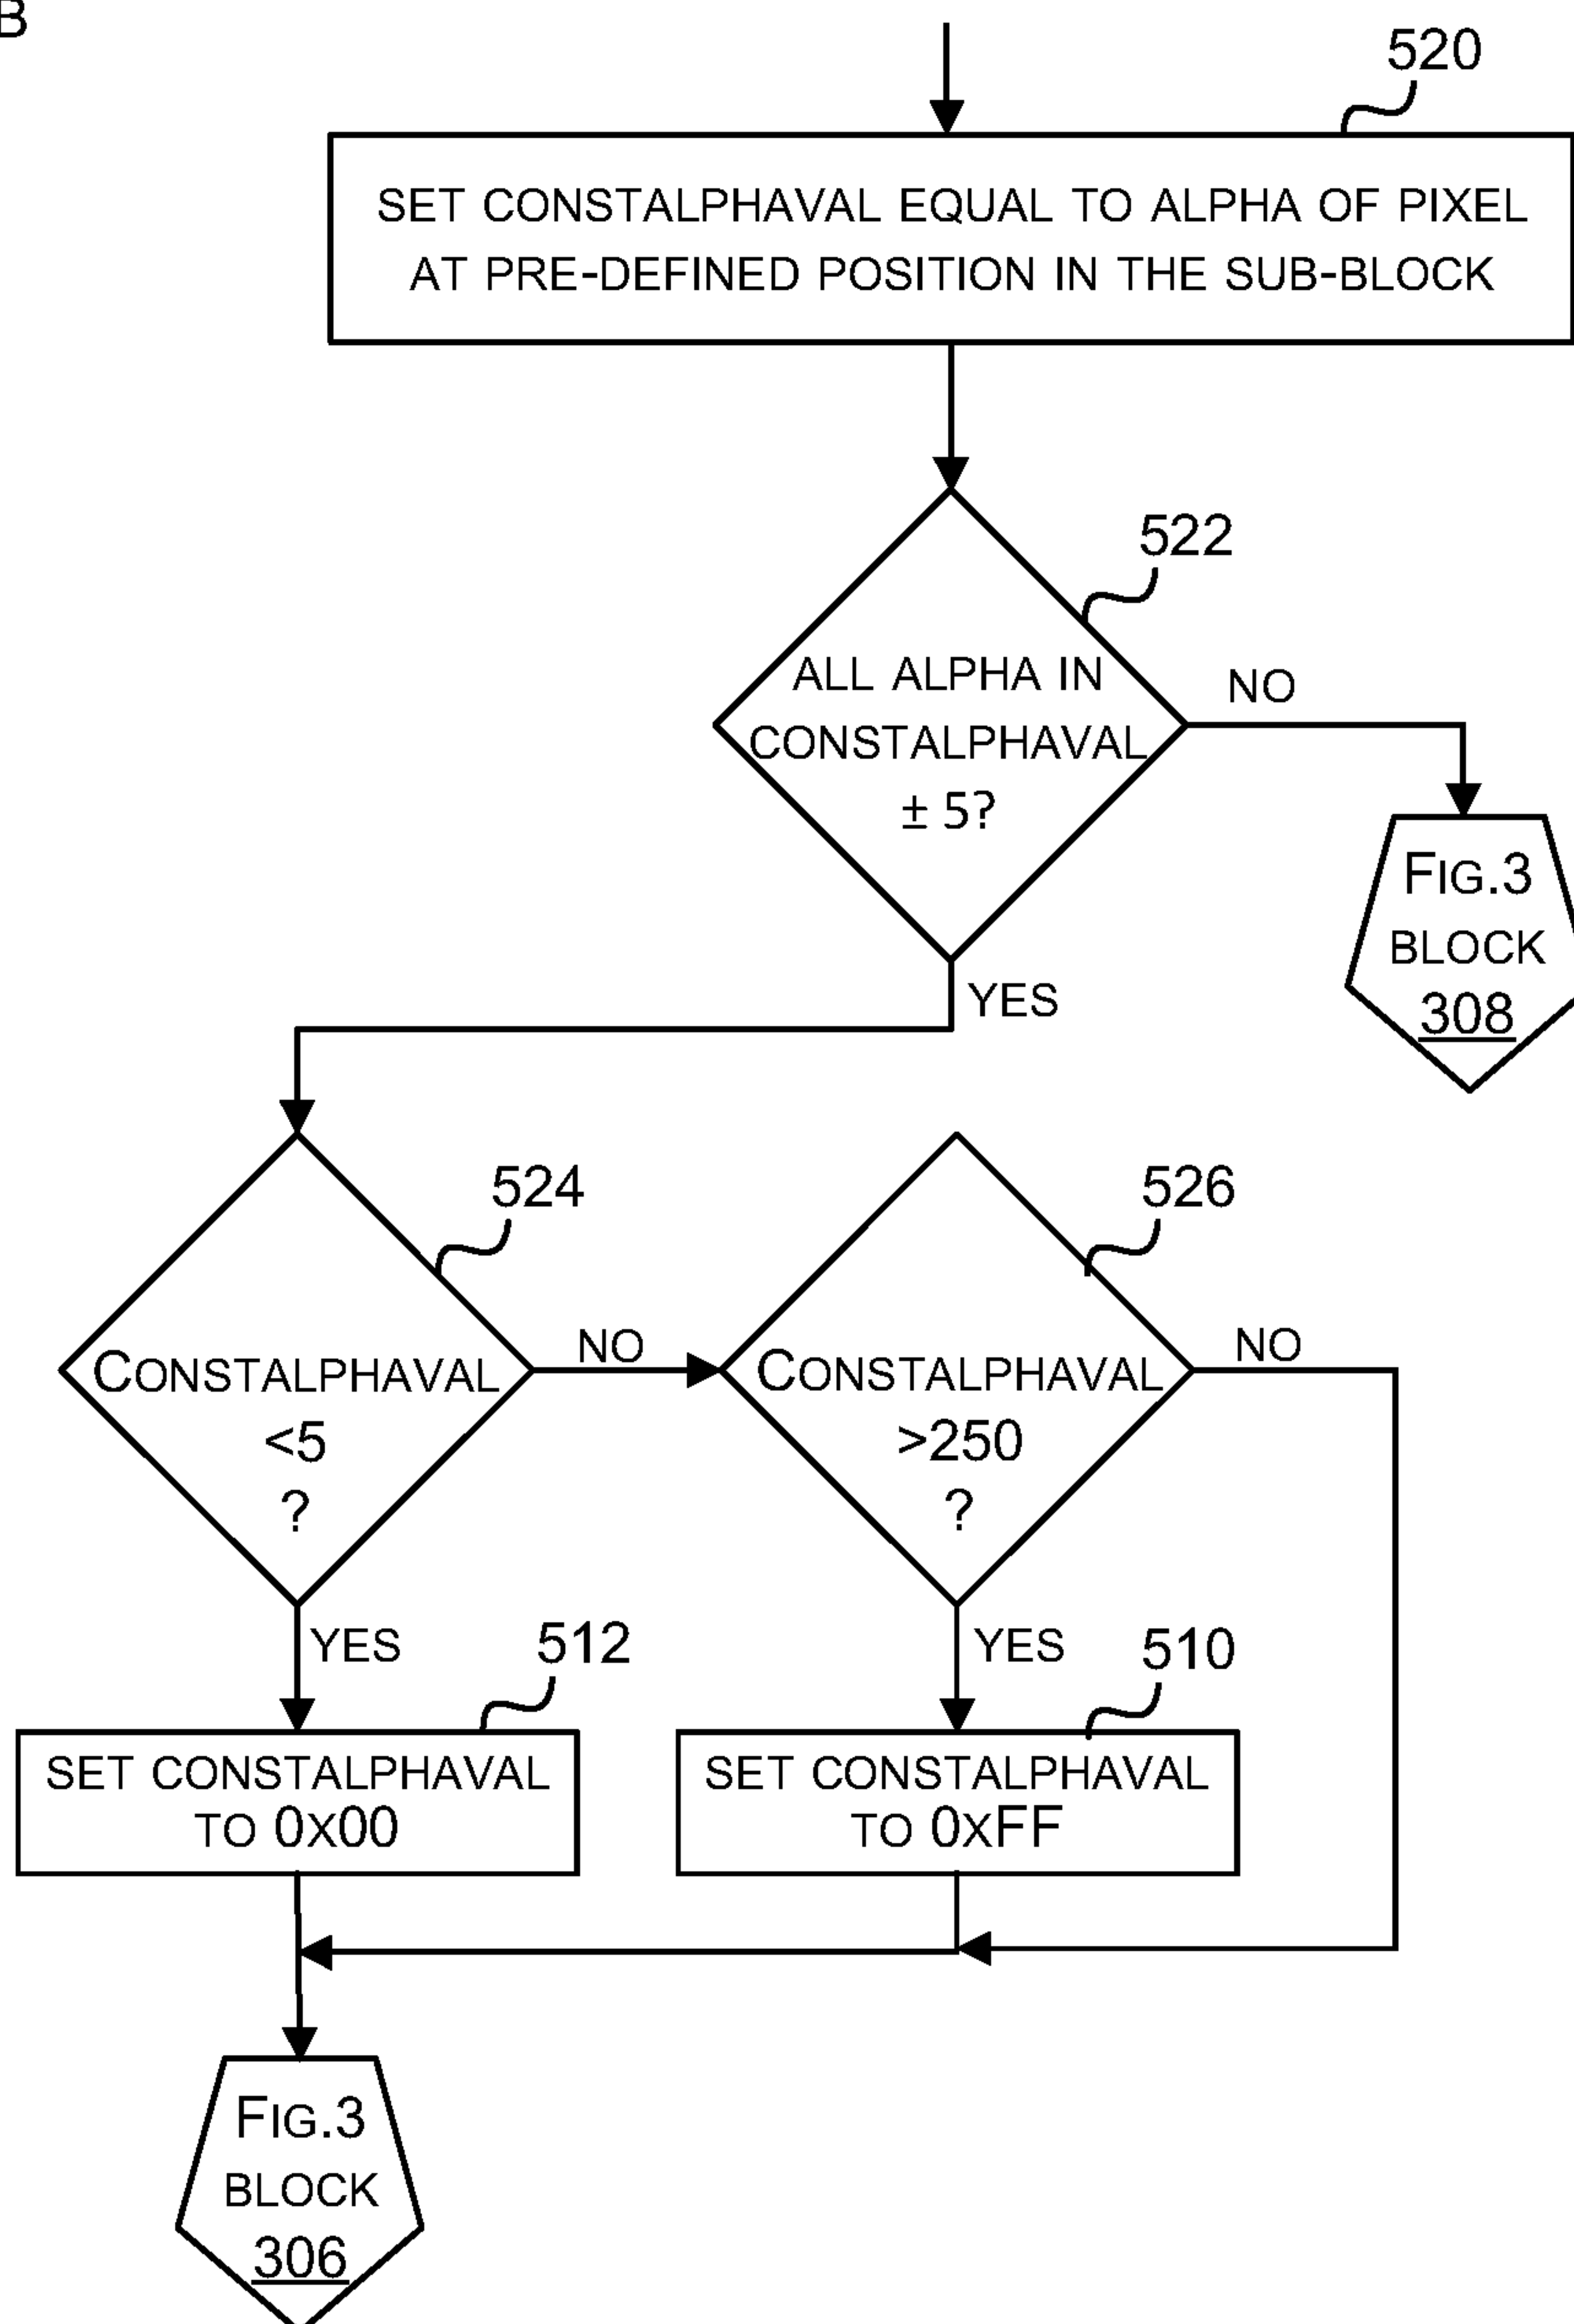 B
520
SET CONSTALPHAVAL EQUAL TO ALPHA OF PIXEL
AT PRE-DEFINED POSITION IN THE SUB-BLOCK
522
ALL ALPHA IN
CONSTALPHAVAL
± 5?
NO
FIG.3
BLOCK
308
YES
524
CONSTALPHAVAL
<5
?
NO
526
CONSTALPHAVAL
>250
?
NO
YES
512
SET CONSTALPHAVAL
TO 0X00
YES
510
SET CONSTALPHAVAL
TO 0XFF
FIG.3
BLOCK
306